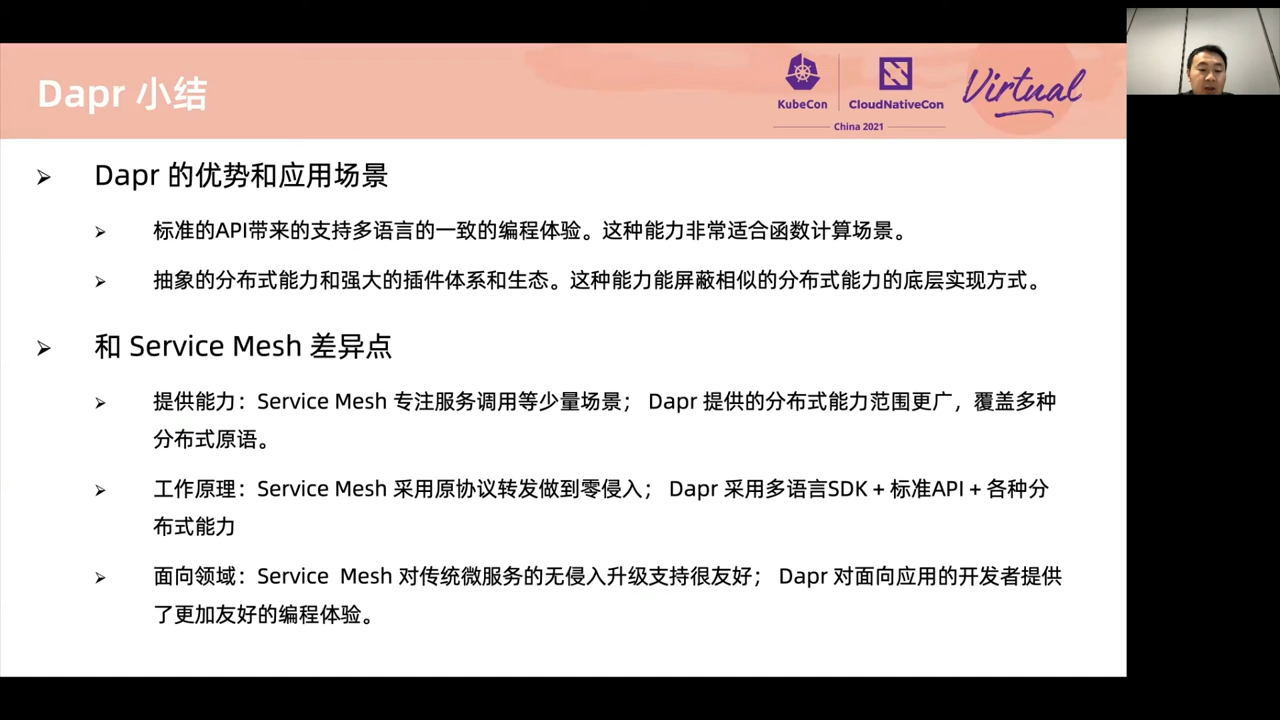 Dapr 小结
KubeCon
CloudNativeCon
Virtual
China 2021
Dapr 的优势和应用场景
标准的API带来的支持多语言的一致的编程体验。这种能力非常适合函数计算场景。
抽象的分布式能力和强大的插件体系和生态。这种能力能屏蔽相似的分布式能力的底层实现方式。
和 Service Mesh 差异点
提供能力：Service Mesh 专注服务调用等少量场景； Dapr 提供的分布式能力范围更广，覆盖多种
分布式原语。
工作原理：Service Mesh 采用原协议转发做到零侵入； Dapr 采用多语言SDK + 标准API + 各种分
布式能力
面向领域：Service Mesh 对传统微服务的无侵入升级支持很友好； Dapr 对面向应用的开发者提供
了更加友好的编程体验。